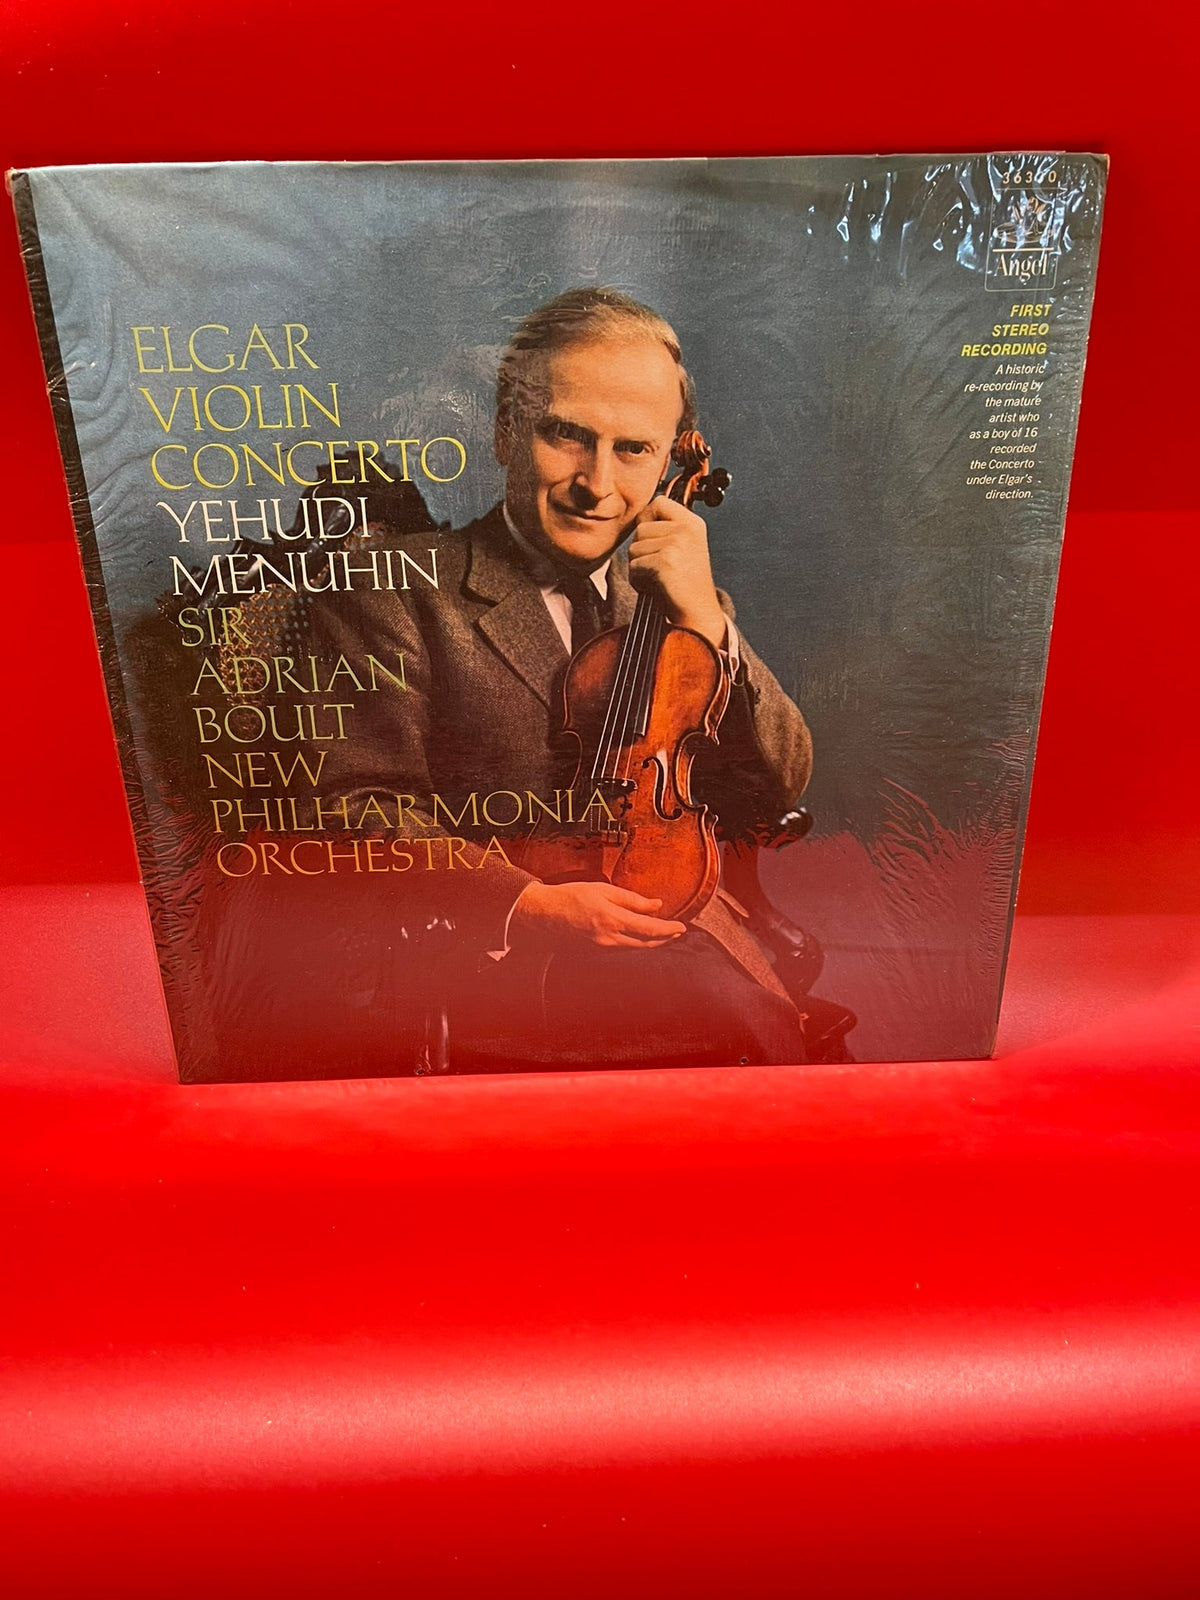 ELGAR
VIOLIN
CONCERTO
YEHUDI
MENUHIN
SIR
ADRIAN
BOULT
NEW
PHILHARMONIA
ORCHESTRA
Angel
FIRST
STEREO
RECORDING
A historic
re-recording by
the mature
artist who
as a boy of 16
recorded
the Concerto
under Elgar's
direction.